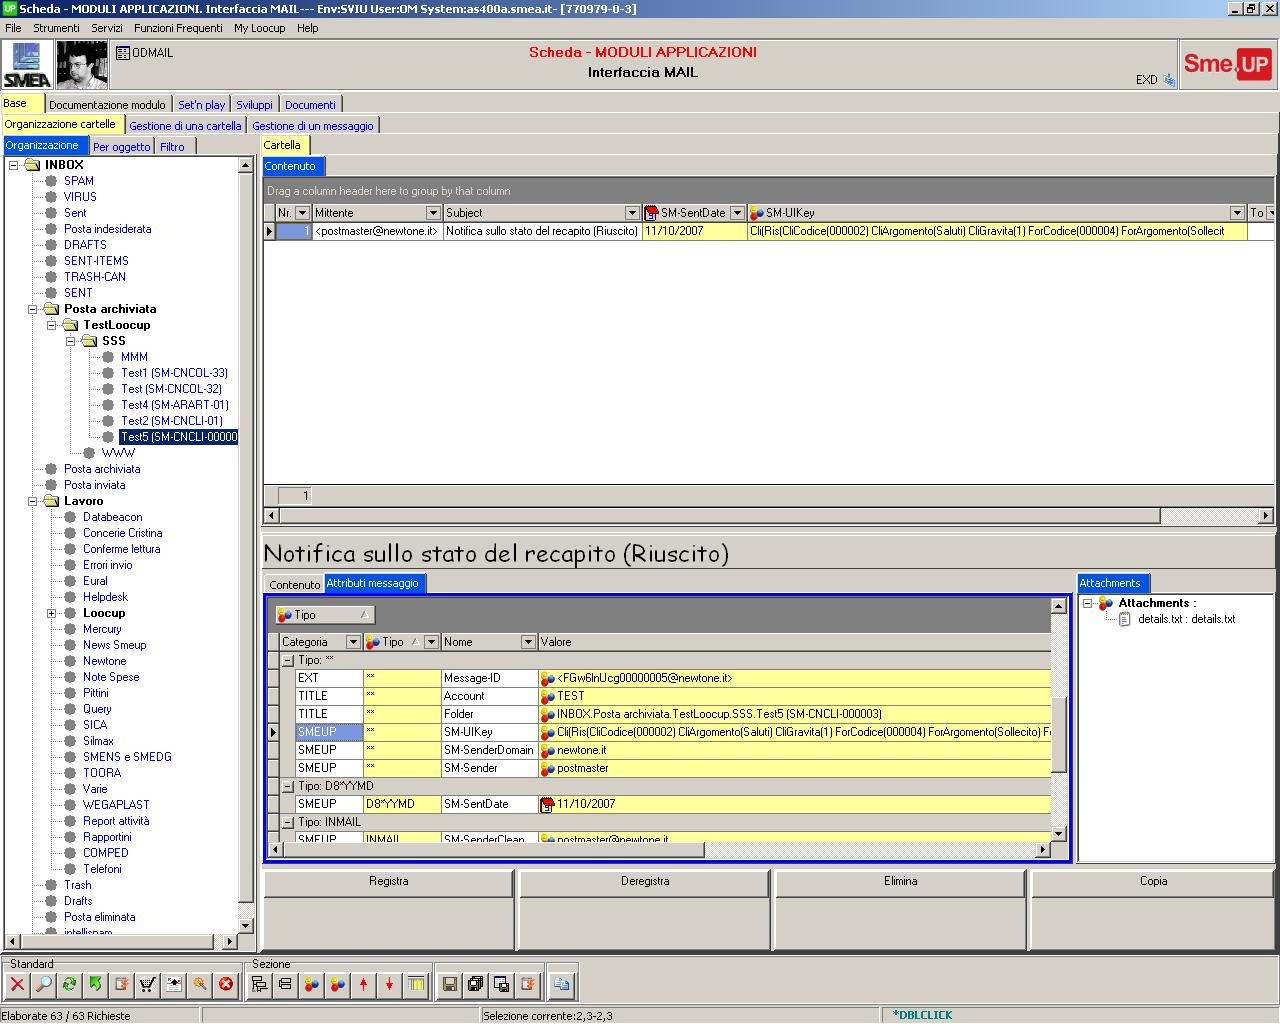 Scheda - MODULI APPLICAZIONI. Interfaccia MAIL--- Env:SVIU User:OM System:as400a.smea.it- [770979-0-3]
File Strumenti Servizi Funzioni Frequenti My Loocup Help
SMEA
ODMAIL
Scheda - MODULI APPLICAZIONI
Interfaccia MAIL
EXD
Sme.UP
Base Documentazione modulo Set'n play Sviluppi Documenti
Organizzazione cartelle Gestione di una cartella Gestione di un messaggio
Organizzazione Per oggetto Filtro
INBOX
SPAM
VIRUS
Sent
Posta indesiderata
DRAFTS
SENT-ITEMS
TRASH-CAN
SENT
Posta archiviata
TestLoocup
SSS
MMM
Test1 (SM-CNCOL-33)
Test (SM-CNCOL-32)
Test4 (SM-ARART-01)
Test2 (SM-CNCLI-01)
Test5 (SM-CNCLI-00000
WWW
Posta archiviata
Posta inviata
Lavoro
Databeacon
Concerie Cristina
Conferme lettura
Errori invio
Eural
Helpdesk
Loocup
Mercury
News Smeup
Newtone
Note Spese
Pittini
Query
SICA
Silmax
SMENS e SMEDG
TOORA
Varie
WEGAPLAST
Report attività
Rapportini
COMPED
Telefoni
Trash
Drafts
Posta eliminata
intellispam
Cartella
Contenuto
Drag a column header here to group by that column
Nr. Mittente Subject SM-SentDate SM-UIKey To
1 <postmaster@newtone.it> Notifica sullo stato del recapito (Riuscito) 11/10/2007 Cli(Ris(CliCodice(000002) CliArgomento(Saluti) CliGravita(1) ForCodice(000004) ForArgomento(Sollecit
1
Notifica sullo stato del recapito (Riuscito)
Contenuto Attributi messaggio
Tipo
Categoria Tipo Nome Valore
Tipo: **
EXT ** Message-ID <FGw6lnUcg00000005@newtone.it>
TITLE ** Account TEST
TITLE ** Folder INBOX.Posta archiviata.TestLoocup.SSS.Test5 (SM-CNCLI-000003)
SMEUP ** SM-UIKey Cli(Ris(CliCodice(000002) CliArgomento(Saluti) CliGravita(1) ForCodice(000004) ForArgomento(Sollecito) F
SMEUP ** SM-SenderDomain newtone.it
SMEUP ** SM-Sender postmaster
Tipo: D8*YYMD
SMEUP D8*YYMD SM-SentDate 11/10/2007
Tipo: INMAIL
SMEUP INMAIL SM-SenderClean postmaster@newtone.it
Attachments
Attachments :
details.txt : details.txt
Registra Deregistra Elimina Copia
Standard Sezione
Elaborate 63 / 63 Richieste Selezione corrente:2,3-2,3 *DBLCLICK